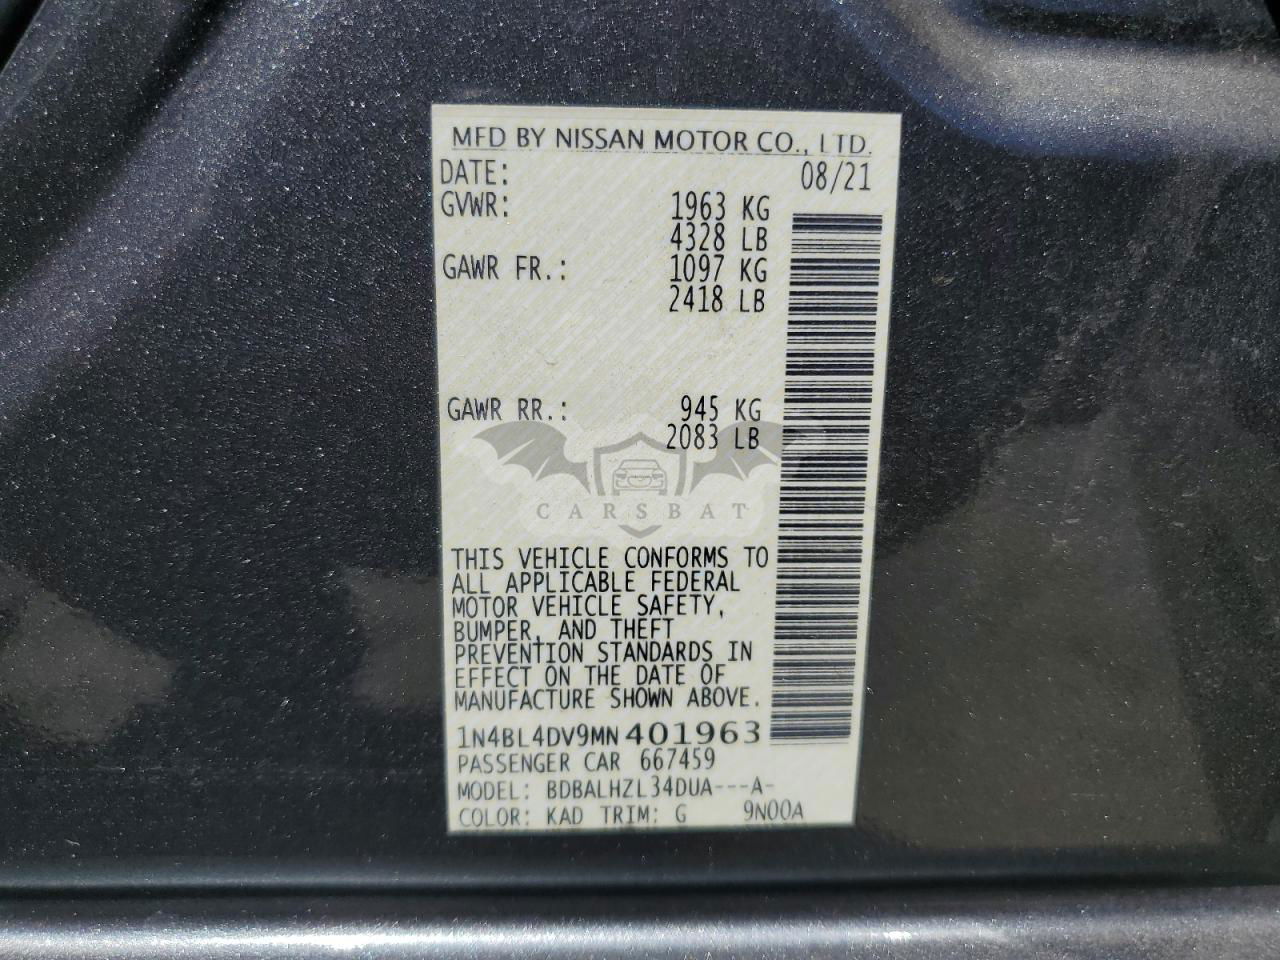 MFD BY NISSAN MOTOR CO., LTD.
DATE: 08/21
GVWR: 1963 KG
4328 LB
GAWR FR.: 1097 KG
2418 LB
GAWR RR.: 945 KG
2083 LB
CARSBAT
THIS VEHICLE CONFORMS TO
ALL APPLICABLE FEDERAL
MOTOR VEHICLE SAFETY,
BUMPER, AND THEFT
PREVENTION STANDARDS IN
EFFECT ON THE DATE OF
MANUFACTURE SHOWN ABOVE.
1N4BL4DV9MN401963
PASSENGER CAR 667459
MODEL: BDBALHZL34DUA---A-
COLOR: KAD TRIM: G 9N00A